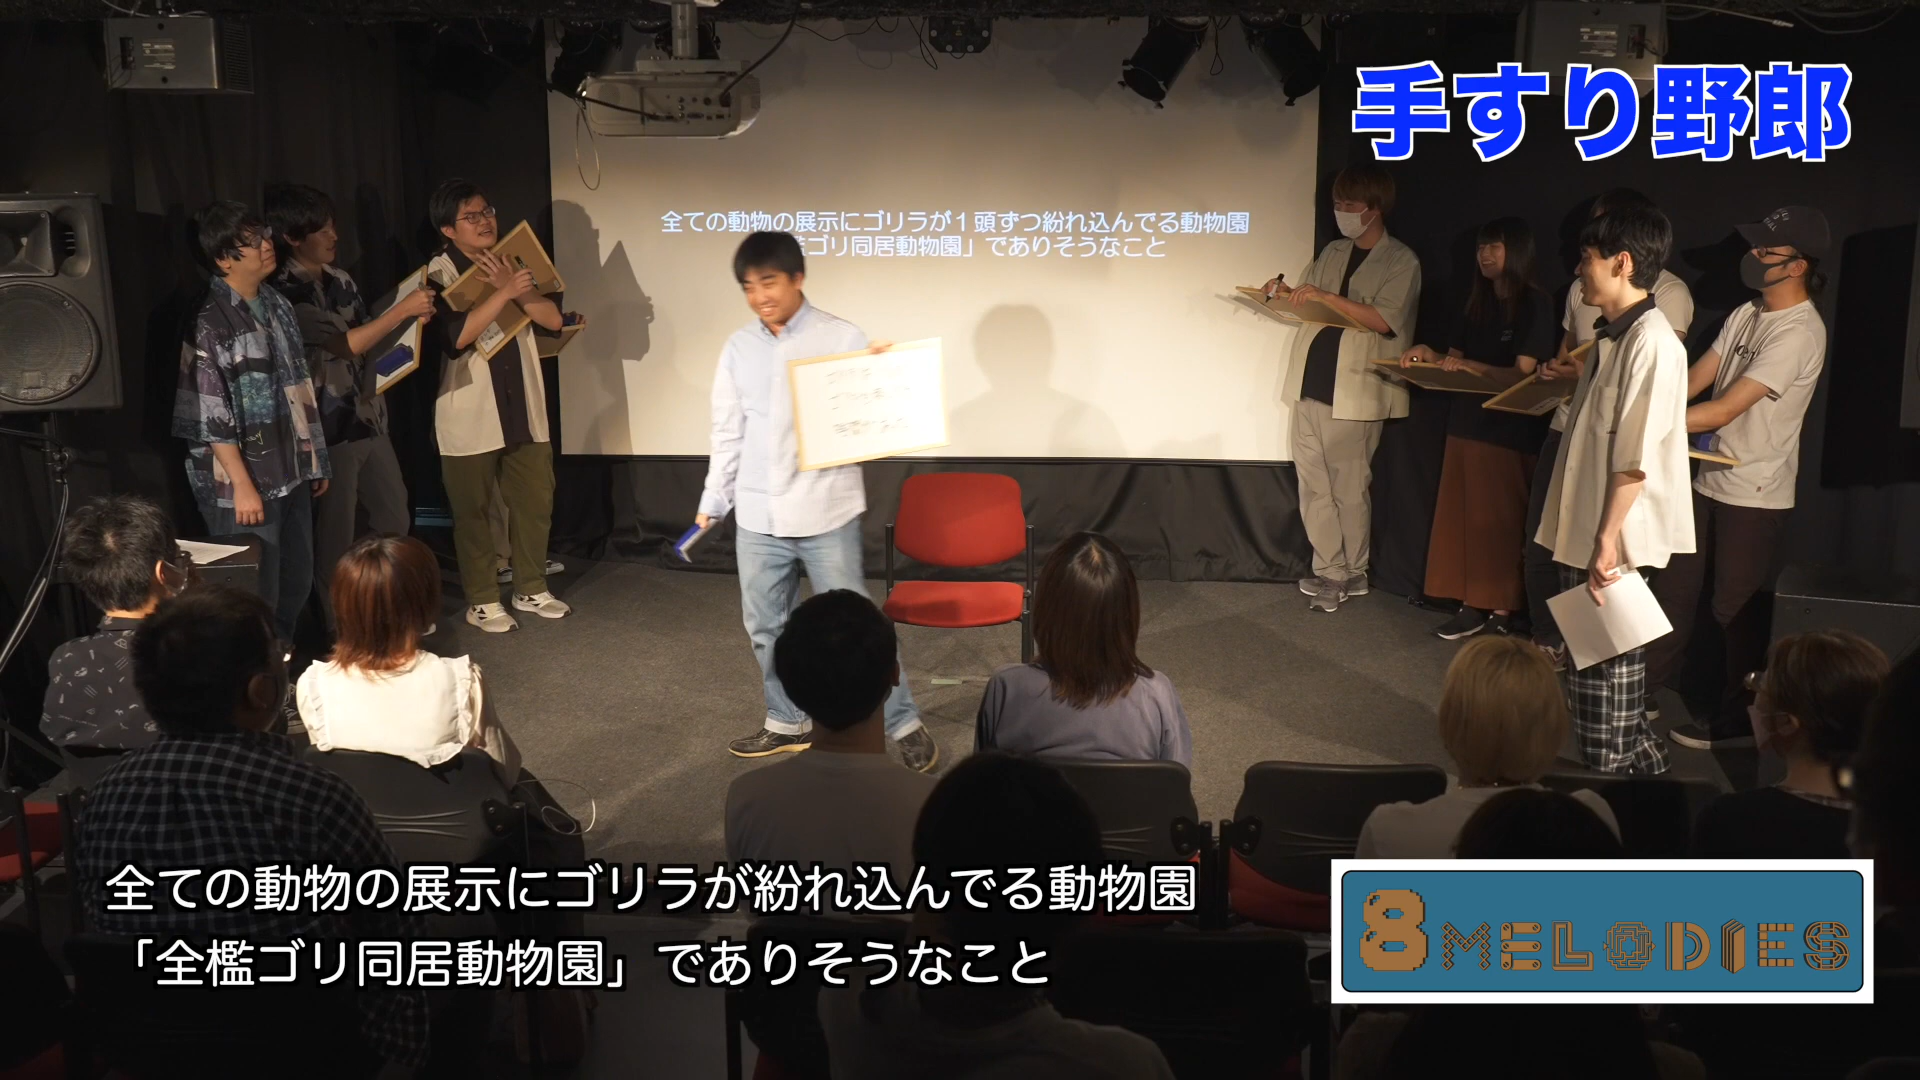 手すり野郎
全ての動物の展示にゴリラが１頭ずつ紛れ込んでる動物園
ゴリ同居動物園」でありそうなこと
全ての動物の展示にゴリラが紛れ込んでる動物園
「全檻ゴリ同居動物園」でありそうなこと
8 MELODIES